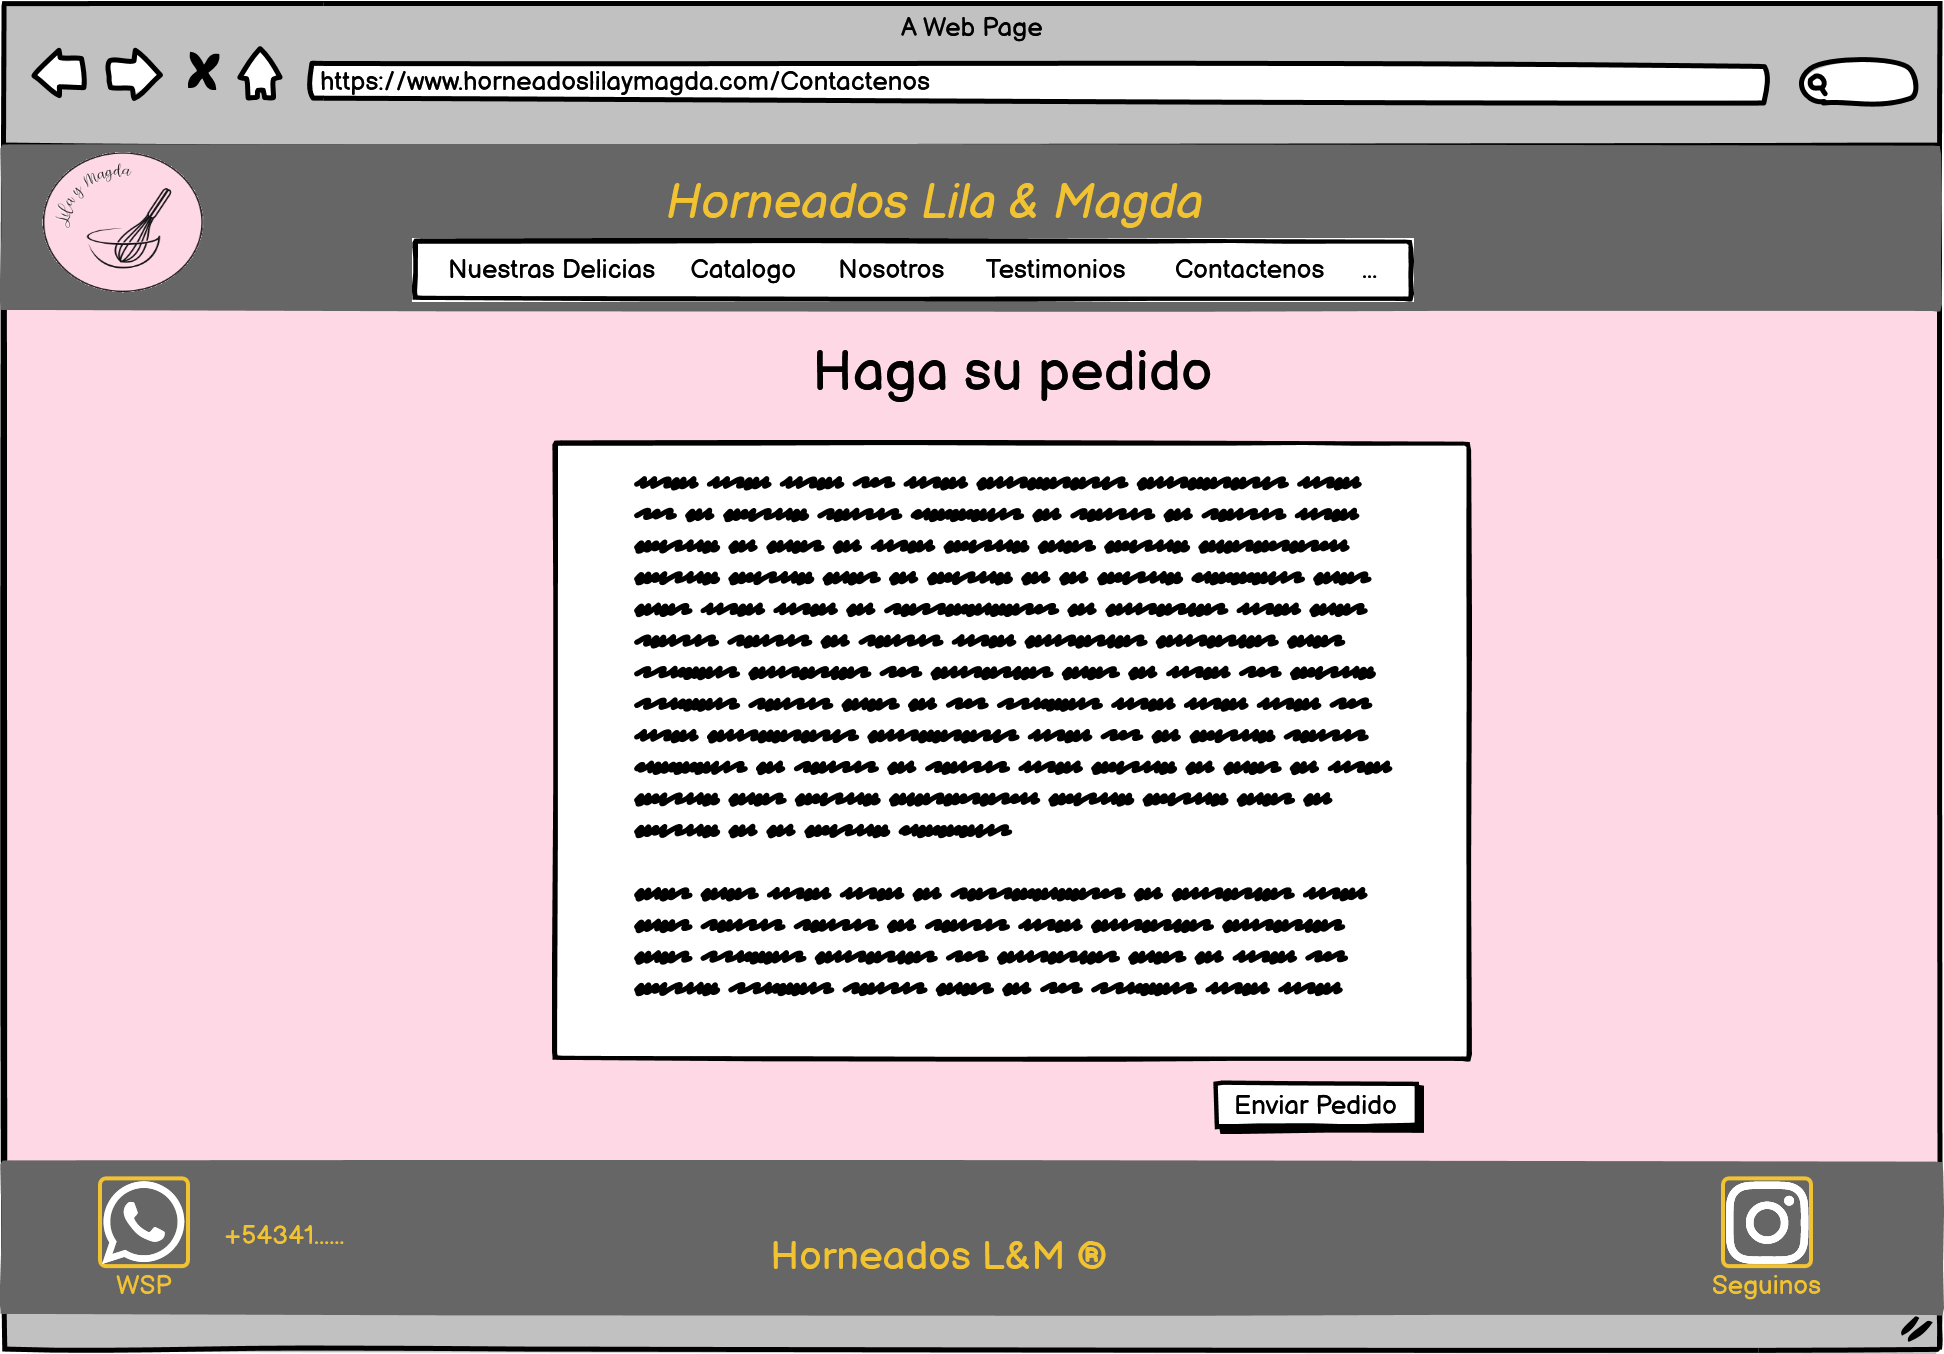 A Web Page
https://www.horneadoslilaymagda.com/Contactenos
Lila y Magda
Horneados Lila & Magda
Nuestras Delicias Catalogo Nosotros Testimonios Contactenos ...
Haga su pedido
Enviar Pedido
+54341......
WSP
Horneados L&M ®
Seguinos